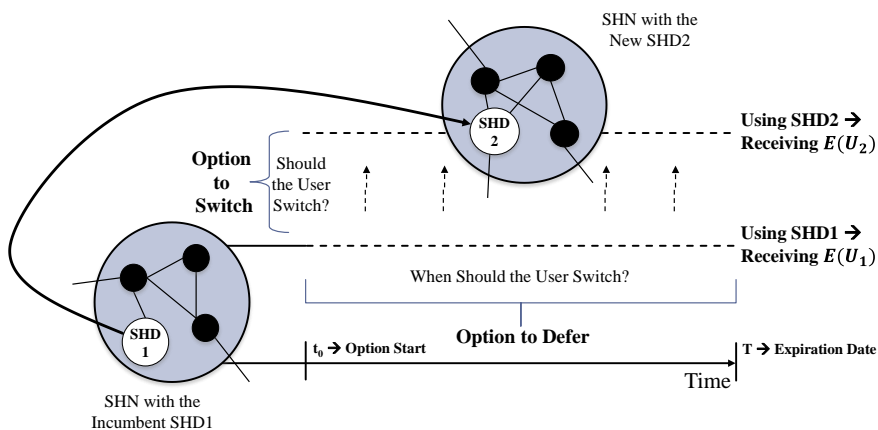 SHN with the
New SHD2
SHD
2
Using SHD2 →
Receiving E(U₂)
Option
to
Switch
Should
the User
Switch?
Using SHD1 →
Receiving E(U₁)
When Should the User Switch?
SHD
1
Option to Defer
t₀ → Option Start
T → Expiration Date
Time
SHN with the
Incumbent SHD1